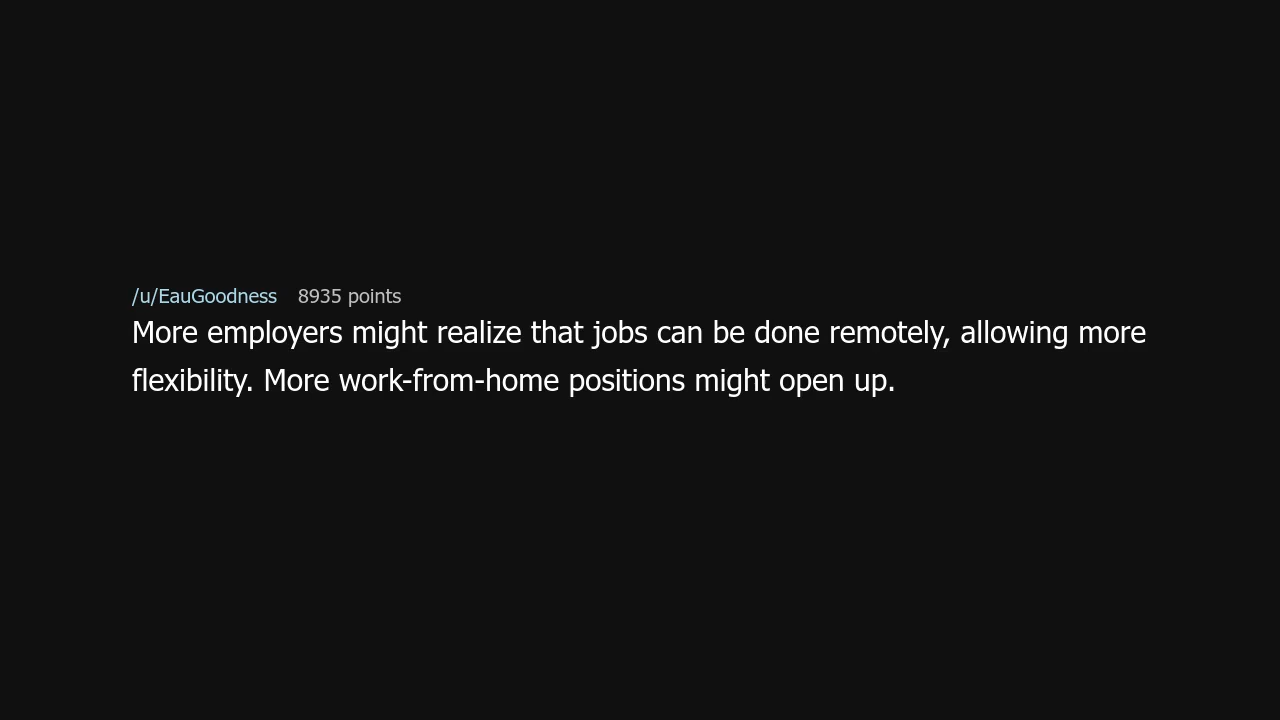 /u/EauGoodness 8935 points
More employers might realize that jobs can be done remotely, allowing more
flexibility. More work-from-home positions might open up.